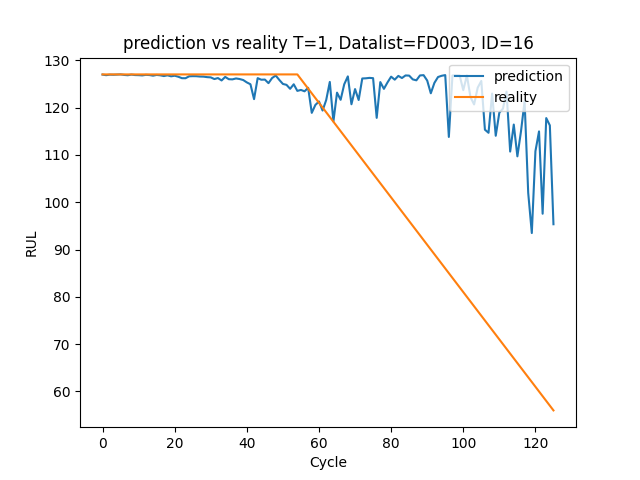 prediction vs reality T=1, Datalist=FD003, ID=16
prediction
reality
RUL
130
120
110
100
90
80
70
60
0 20 40 60 80 100 120
Cycle